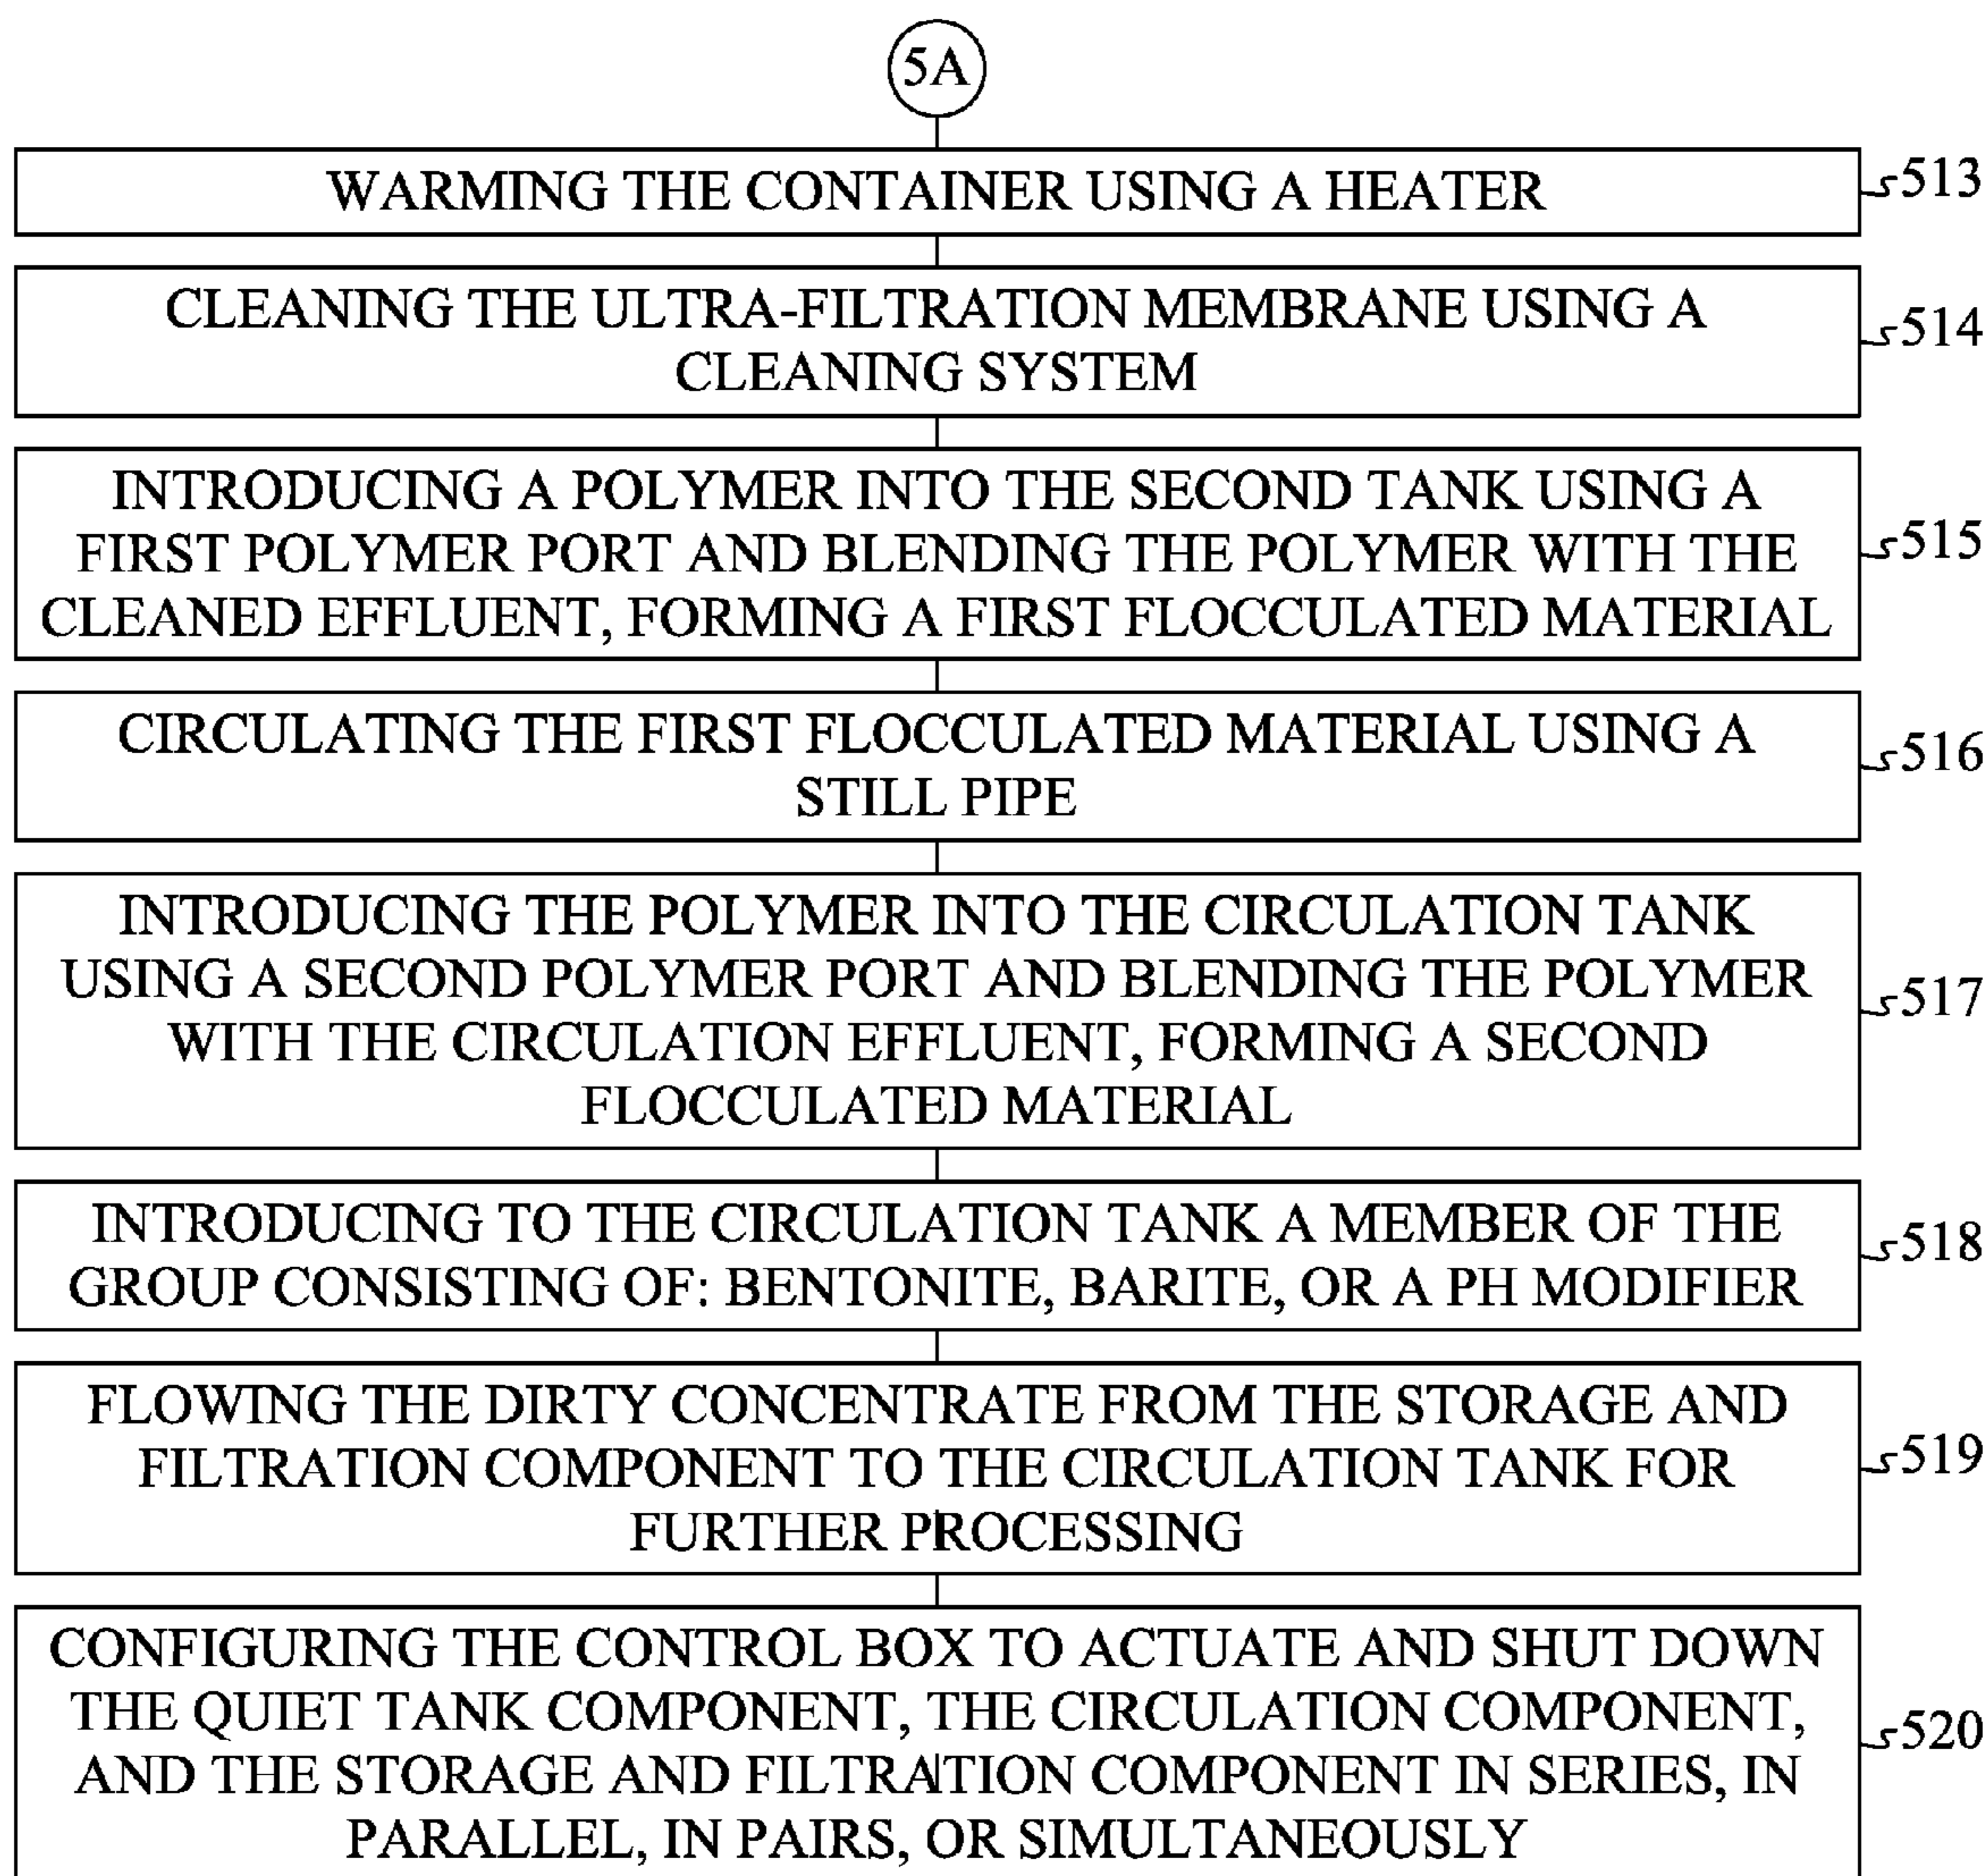 5A
WARMING THE CONTAINER USING A HEATER
513
CLEANING THE ULTRA-FILTRATION MEMBRANE USING A
CLEANING SYSTEM
514
INTRODUCING A POLYMER INTO THE SECOND TANK USING A
FIRST POLYMER PORT AND BLENDING THE POLYMER WITH THE
CLEANED EFFLUENT, FORMING A FIRST FLOCCULATED MATERIAL
515
CIRCULATING THE FIRST FLOCCULATED MATERIAL USING A
STILL PIPE
516
INTRODUCING THE POLYMER INTO THE CIRCULATION TANK
USING A SECOND POLYMER PORT AND BLENDING THE POLYMER
WITH THE CIRCULATION EFFLUENT, FORMING A SECOND
FLOCCULATED MATERIAL
517
INTRODUCING TO THE CIRCULATION TANK A MEMBER OF THE
GROUP CONSISTING OF: BENTONITE, BARITE, OR A PH MODIFIER
518
FLOWING THE DIRTY CONCENTRATE FROM THE STORAGE AND
FILTRATION COMPONENT TO THE CIRCULATION TANK FOR
FURTHER PROCESSING
519
CONFIGURING THE CONTROL BOX TO ACTUATE AND SHUT DOWN
THE QUIET TANK COMPONENT, THE CIRCULATION COMPONENT,
AND THE STORAGE AND FILTRATION COMPONENT IN SERIES, IN
PARALLEL, IN PAIRS, OR SIMULTANEOUSLY
520